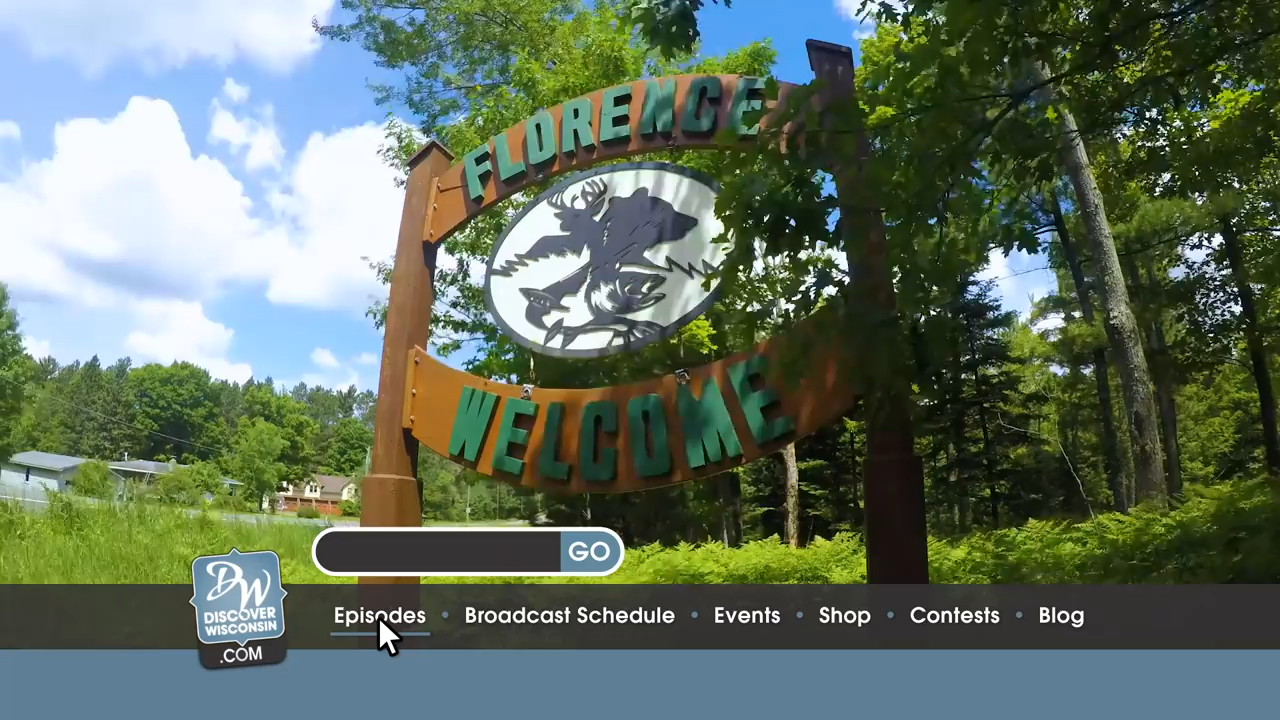 FLORENCE
WELCOME
GO
DW
DISCOVER
WISCONSIN
.COM
Episodes • Broadcast Schedule • Events • Shop • Contests • Blog